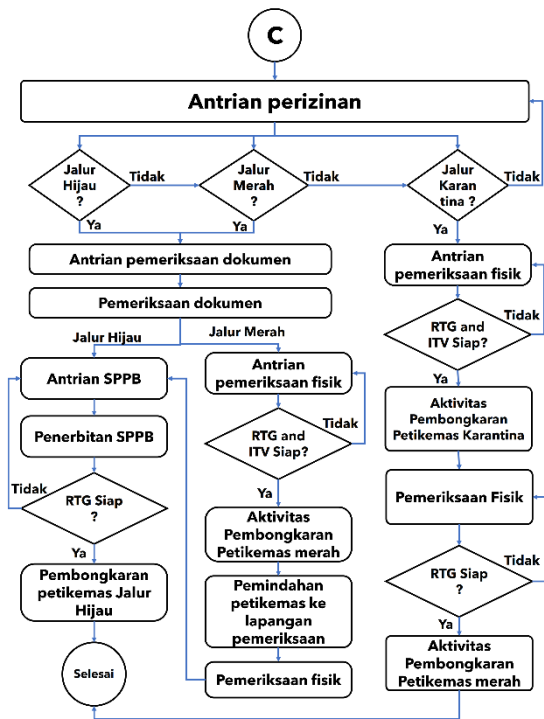 C
Antrian perizinan
Jalur
Hijau
?
Tidak
Jalur
Merah
?
Tidak
Jalur
Karan
tina ?
Tidak
Ya
Ya
Ya
Antrian pemeriksaan dokumen
Pemeriksaan dokumen
Jalur Hijau
Jalur Merah
Antrian SPPB
Penerbitan SPPB
Tidak
RTG Siap
?
Ya
Pembongkaran
petikemas Jalur
Hijau
Selesai
Antrian
pemeriksaan fisik
Tidak
RTG and
ITV Siap?
Ya
Aktivitas
Pembongkaran
Petikemas merah
Pemindahan
petikemas ke
lapangan
pemeriksaan
Pemeriksaan fisik
Antrian
pemeriksaan fisik
Tidak
RTG and
ITV Siap?
Ya
Aktivitas
Pembongkaran
Petikemas Karantina
Pemeriksaan Fisik
Tidak
RTG Siap
?
Ya
Aktivitas
Pembongkaran
Petikemas merah